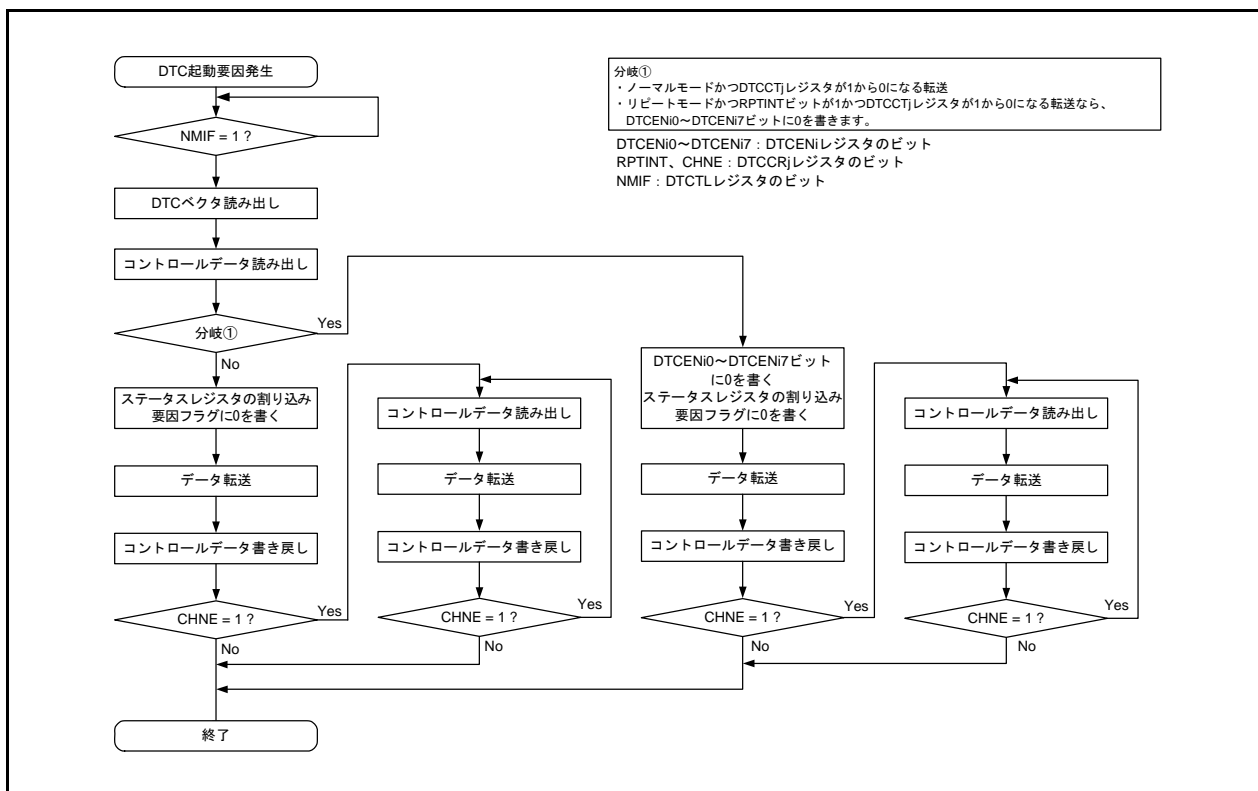 DTC起動要因発生
NMIF = 1 ?
DTCベクタ読み出し
コントロールデータ読み出し
分岐①
Yes
No
ステータスレジスタの割り込み
要因フラグに0を書く
データ転送
コントロールデータ書き戻し
CHNE = 1 ?
Yes
No
コントロールデータ読み出し
データ転送
コントロールデータ書き戻し
CHNE = 1 ?
Yes
No
分岐①
・ノーマルモードかつDTCCTjレジスタが1から0になる転送
・リピートモードかつRPTINTビットが1かつDTCCTjレジスタが1から0になる転送なら、
DTCENi0~DTCENi7ビットに0を書きます。
DTCENi0~DTCENi7:DTCENiレジスタのビット
RPTINT、CHNE:DTCCRjレジスタのビット
NMIF:DTCTLレジスタのビット
DTCENi0~DTCENi7ビット
に0を書く
ステータスレジスタの割り込み
要因フラグに0を書く
データ転送
コントロールデータ書き戻し
CHNE = 1 ?
Yes
No
コントロールデータ読み出し
データ転送
コントロールデータ書き戻し
CHNE = 1 ?
Yes
No
終了